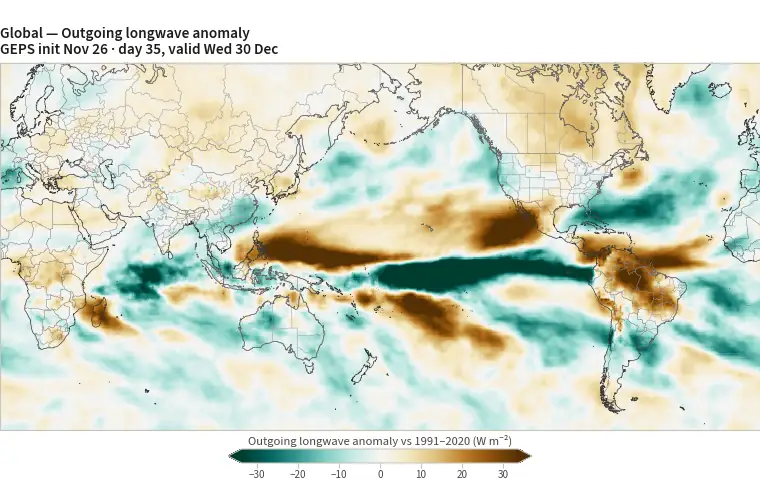 Global — Outgoing longwave anomaly
GEPS init Nov 26 · day 35, valid Wed 30 Dec
Outgoing longwave anomaly vs 1991–2020 (W m⁻²)
−30 −20 −10 0 10 20 30